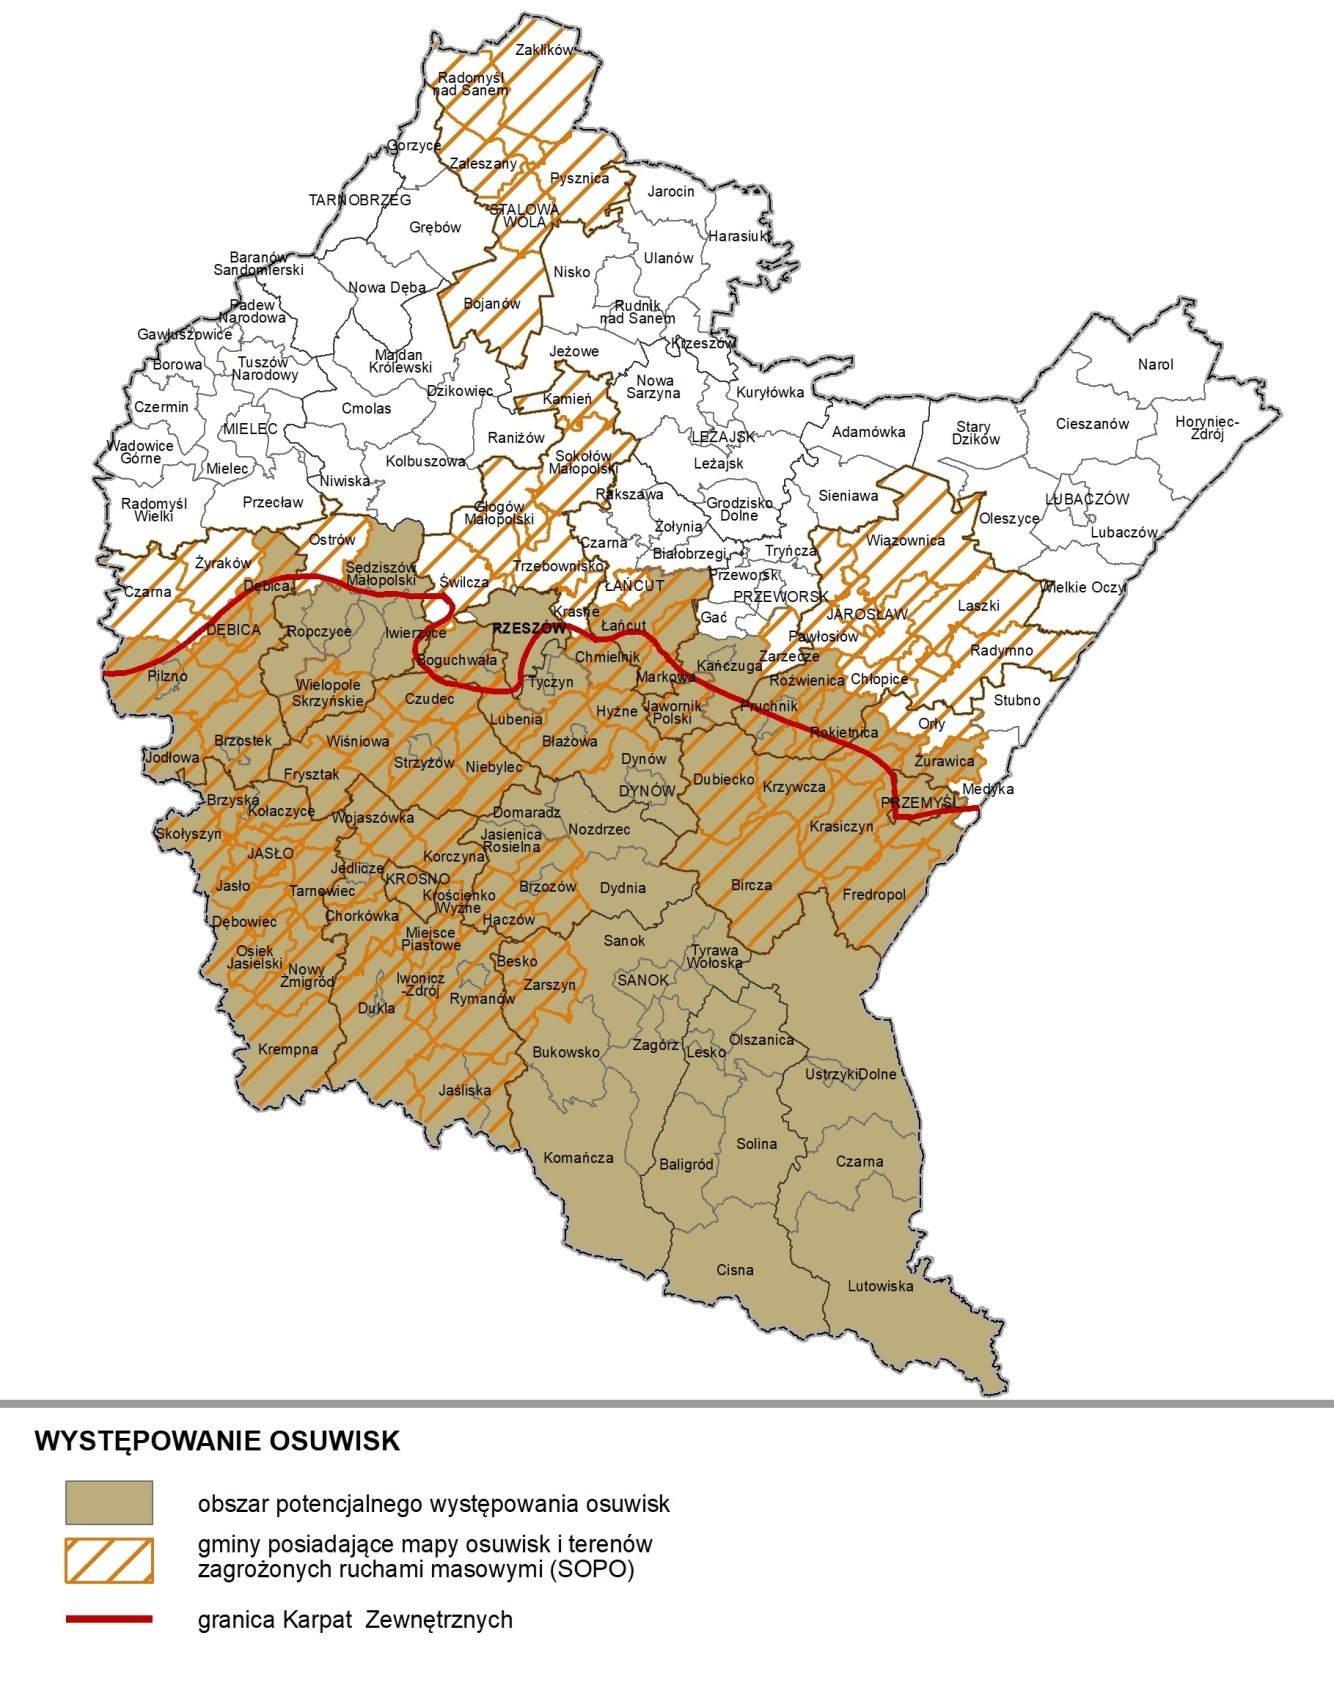 Zaklików
Radomyśl
nad Sanem
Gorzyce
Zaleszany
Pysznica
Jarocin
TARNOBRZEG
STALOWA
WOLA
Grębów
Harasiuki
Baranów
Sandomierski
Ulanów
Nisko
Nowa Dęba
Bojanów
Padew
Narodowa
Rudnik
nad Sanem
Gawłuszowice
Krzeszów
Borowa
Tuszów
Narodowy
Majdan
Królewski
Jeżowe
Narol
Dzikowiec
Nowa
Sarzyna
Kuryłówka
Kamień
Czermin
Cmolas
MIELEC
Raniżów
LEŻAJSK
Adamówka
Stary
Dzików
Cieszanów
Horyniec-
Zdrój
Wadowice
Górne
Mielec
Kolbuszowa
Sokołów
Małopolski
Leżajsk
Niwiska
Rakszawa
Sieniawa
LUBACZÓW
Radomyśl
Wielki
Przecław
Głogów
Małopolski
Grodzisko
Dolne
Oleszyce
Żołynia
Lubaczów
Ostrów
Czarna
Białobrzegi
Tryńcza
Wiązownica
Żyraków
Sędziszów
Małopolski
Trzebownisko
Przeworsk
Czarna
Dębica
Świlcza
ŁAŃCUT
PRZEWORSK
Wielkie Oczy
Krasne
Gać
JAROSŁAW
Laszki
DĘBICA
Ropczyce
Iwierzyce
RZESZÓW
Łańcut
Pawłosiów
Radymno
Boguchwała
Chmielnik
Kańczuga
Zarzecze
Pilzno
Wielopole
Skrzyńskie
Tyczyn
Markowa
Roźwienica
Chłopice
Czudec
Stubno
Lubenia
Hyżne
Jawornik
Polski
Pruchnik
Orły
Brzostek
Wiśniowa
Błażowa
Rokietnica
Jodłowa
Strzyżów
Niebylec
Dynów
Żurawica
Frysztak
Dubiecko
Krzywcza
DYNÓW
Medyka
Brzyska
Kołaczyce
Wojaszówka
Domaradz
PRZEMYŚL
Skołyszyn
Jasienica
Rosielna
Nozdrzec
Krasiczyn
JASŁO
Korczyna
Jedlicze
Jasło
Tarnowiec
KROSNO
Krościenko
Wyżne
Brzozów
Dydnia
Bircza
Fredropol
Dębowiec
Chorkówka
Haczów
Miejsce
Piastowe
Osiek
Jasielski
Sanok
Tyrawa
Wołoska
Nowy
Żmigród
Besko
Iwonicz
-Zdrój
Zarszyn
SANOK
Dukla
Rymanów
Krempna
Bukowsko
Zagórz
Lesko
Olszanica
UstrzykiDolne
Jaśliska
Solina
Komańcza
Baligród
Czarna
Cisna
Lutowiska
WYSTĘPOWANIE OSUWISK
obszar potencjalnego występowania osuwisk
gminy posiadające mapy osuwisk i terenów
zagrożonych ruchami masowymi (SOPO)
granica Karpat Zewnętrznych